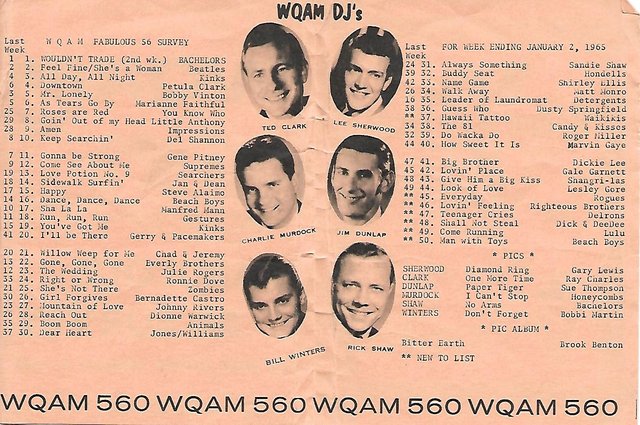 WQAM DJ's
Last W Q A M FABULOUS 56 SURVEY
Week
1 1. WOULDN'T TRADE (2nd wk.) BACHELORS
2 2. Feel Fine/She's a Woman Beatles
4 3. All Day, All Night Kinks
6 4. Downtown Petula Clark
3 5. Mr. Lonely Bobby Vinton
5 6. As Tears Go By Marianne Faithful
25 7. Roses are Red You Know Who
29 8. Goin' Out of my Head Little Anthony
28 9. Amen Impressions
8 10. Keep Searchin' Del Shannon
7 11. Gonna be Strong Gene Pitney
9 12. Come See About Me Supremes
19 13. Love Potion No. 9 Searchers
18 14. Sidewalk Surfin' Jan & Dean
17 15. Happy Steve Alaimo
16. Dance, Dance, Dance Beach Boys
10 17. Sha La La Manfred Mann
11 18. Run, Run, Run Gestures
15 19. You've Got Me Kinks
41 20. I'll be There Gerry & Pacemakers
20 21. Willow Weep for Me Chad & Jeremy
13 22. Gone, Gone, Gone Everly Brothers
12 23. The Wedding Julie Rogers
33 24. Right or Wrong Ronnie Dove
21 25. She's Not There Zombies
30 26. Girl Forgives Bernadette Castro
23 27. Mountain of Love Johnny Rivers
26 28. Reach Out Dionne Warwick
35 29. Boom Boom Animals
37 30. Dear Heart Jones/Williams
TED CLARK
LEE SHERWOOD
CHARLIE MURDOCK
JIM DUNLAP
BILL WINTERS
RICK SHAW
Last FOR WEEK ENDING JANUARY 2, 1965
Week
24 31. Always Something Sandie Shaw
39 32. Buddy Seat Hondells
42 33. Name Game Shirley Ellis
26 34. Walk Away Matt Monro
16 35. Leader of Laundromat Detergents
38 36. Guess Who Dusty Springfield
** 37. Hawaii Tattoo Waikikis
34 38. The 81 Candy & Kisses
32 39. Do Wacka Do Roger Miller
44 40. How Sweet It Is Marvin Gaye
47 41. Big Brother Dickie Lee
45 42. Lovin' Place Gale Garnett
48 43. Give Him a Big Kiss Shangri-las
49 44. Look of Love Lesley Gore
** 45. Everyday Rogues
** 46. Lovin' Feeling Righteous Brothers
** 47. Teenager Cries Delrons
** 48. Shall Not Steal Dick & DeeDee
** 49. Come Running Lulu
** 50. Man with Toys Beach Boys
* PICS *
SHERWOOD Diamond Ring Gary Lewis
CLARK One More Time Ray Charles
DUNLAP Paper Tiger Sue Thompson
MURDOCK I Can't Stop Honeycombs
SHAW No Arms Bachelors
WINTERS Don't Forget Bobbi Martin
* PIC ALBUM *
Bitter Earth Brook Benton
** NEW TO LIST
WQAM 560 WQAM 560 WQAM 560 WQAM 560